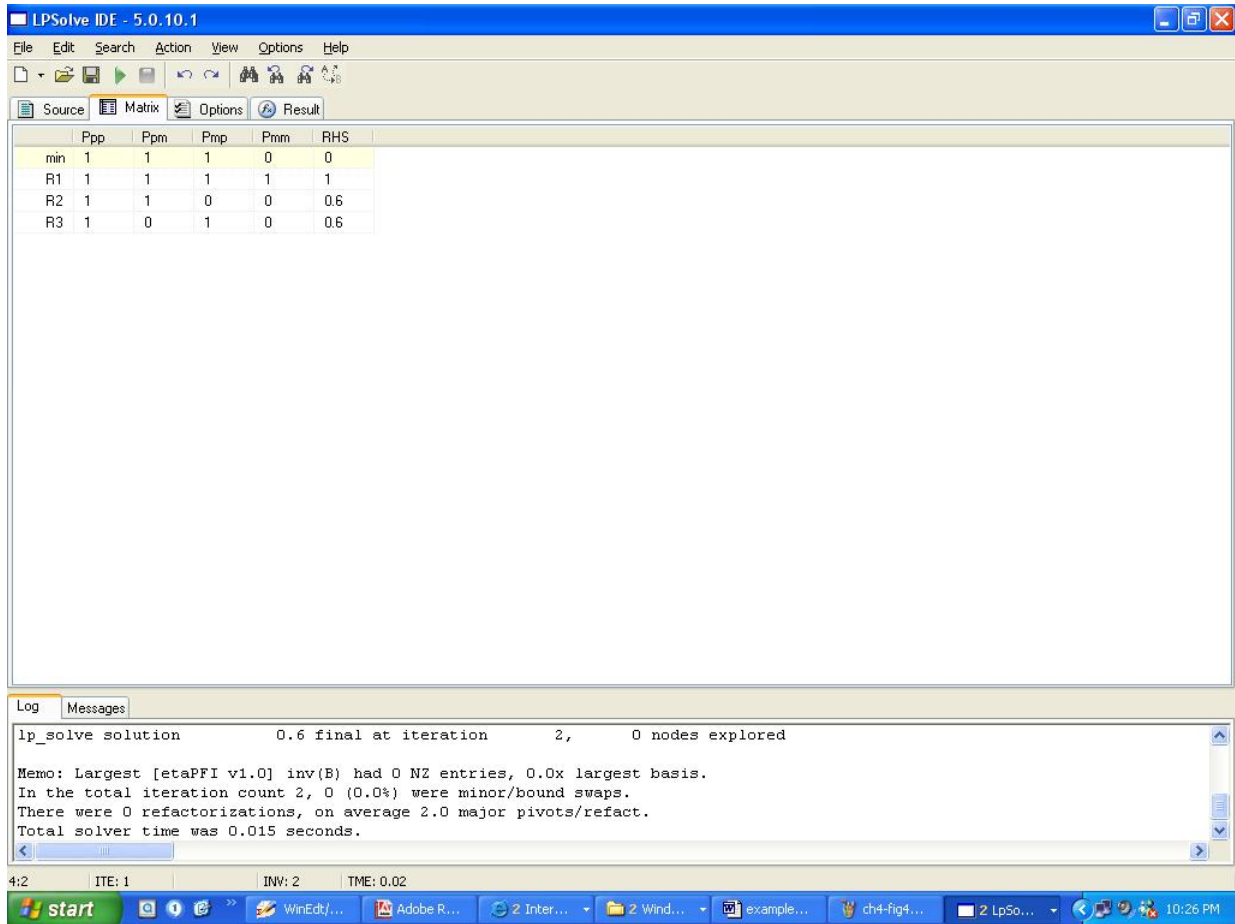 LPSolve IDE - 5.0.10.1
File Edit Search Action View Options Help
Source Matrix Options Result
Ppp Ppm Pmp Pmm RHS
min 1 1 1 0 0
R1 1 1 1 1 1
R2 1 1 0 0 0.6
R3 1 0 1 0 0.6
Log Messages
lp_solve solution 0.6 final at iteration 2, 0 nodes explored
Memo: Largest [etaPFI v1.0] inv(B) had 0 NZ entries, 0.0x largest basis.
In the total iteration count 2, 0 (0.0%) were minor/bound swaps.
There were 0 refactorizations, on average 2.0 major pivots/refact.
Total solver time was 0.015 seconds.
4:2 ITE: 1 INV: 2 TME: 0.02
start WinEdt/... Adobe R... 2 Inter... 2 Wind... example... ch4-fig4... 2 LpSo... 10:26 PM